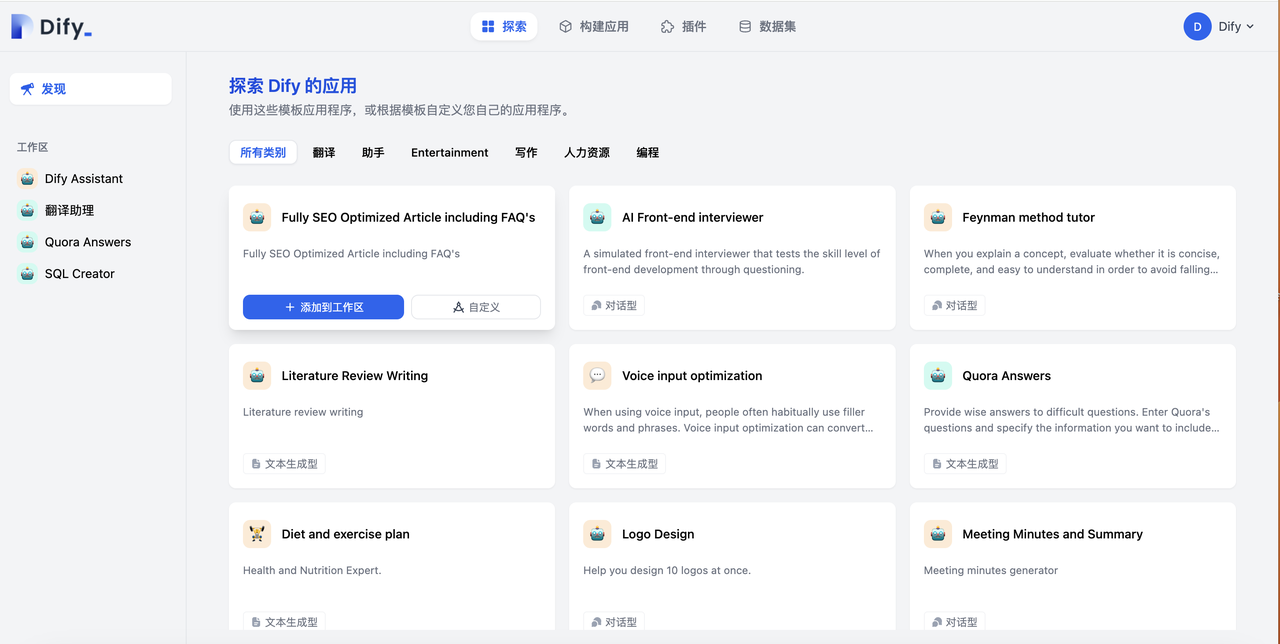 Dify_
探索
构建应用
插件
数据集
D
Dify
发现
工作区
Dify Assistant
翻译助理
Quora Answers
SQL Creator
探索 Dify 的应用
使用这些模板应用程序，或根据模板自定义您自己的应用程序。
所有类别
翻译
助手
Entertainment
写作
人力资源
编程
Fully SEO Optimized Article including FAQ's
Fully SEO Optimized Article including FAQ's
添加到工作区
自定义
AI Front-end interviewer
A simulated front-end interviewer that tests the skill level of
front-end development through questioning.
对话型
Feynman method tutor
When you explain a concept, evaluate whether it is concise,
complete, and easy to understand in order to avoid falling...
对话型
Literature Review Writing
Literature review writing
文本生成型
Voice input optimization
When using voice input, people often habitually use filler
words and phrases. Voice input optimization can convert...
文本生成型
Quora Answers
Provide wise answers to difficult questions. Enter Quora's
questions and specify the information you want to include...
文本生成型
Diet and exercise plan
Health and Nutrition Expert.
文本生成型
Logo Design
Help you design 10 logos at once.
对话型
Meeting Minutes and Summary
Meeting minutes generator
对话型